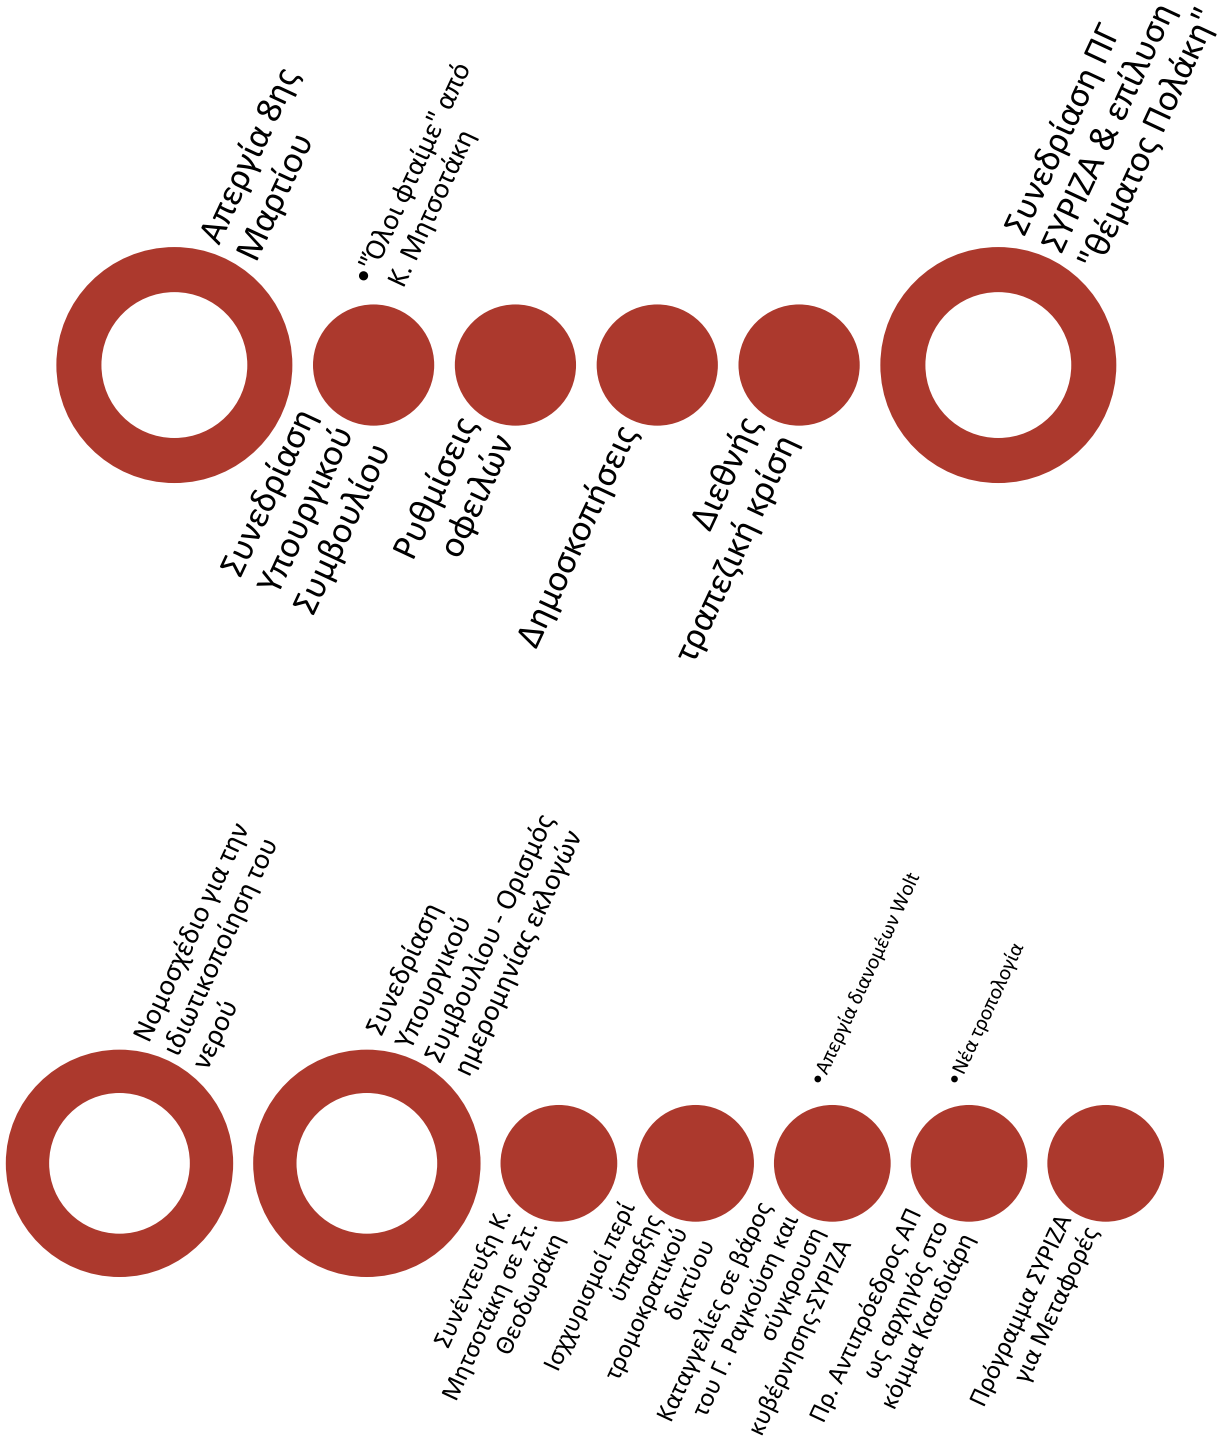 Απεργία 8ης
Μαρτίου
•"Όλοι φταίμε" από
Κ. Μητσοτάκη
Συνεδρίαση ΠΓ
ΣΥΡΙΖΑ & επίλυση
"θέματος Πολάκη"
Συνεδρίαση
Υπουργικού
Συμβουλίου
Ρυθμίσεις
οφειλών
Δημοσκοπήσεις
Διεθνής
τραπεζική κρίση
Νομοσχέδιο για την
ιδιωτικοποίηση του
νερού
Συνεδρίαση
Υπουργικού
Συμβουλίου - Ορισμός
ημερομηνίας εκλογών
•Απεργία διανομέων Wolt
•Νέα τροπολογία
Συνέντευξη Κ.
Μητσοτάκη σε Στ.
Θεοδωράκη
Ισχχυρισμοί περί
ύπαρξης
τρομοκρατικού
δικτύου
Καταγγελίες σε βάρος
του Γ. Ραγκούση και
σύγκρουση
κυβέρνησης-ΣΥΡΙΖΑ
Πρ. Αντιπρόεδρος ΑΠ
ως αρχηγός στο
κόμμα Κασιδιάρη
Πρόγραμμα ΣΥΡΙΖΑ
για Μεταφορές